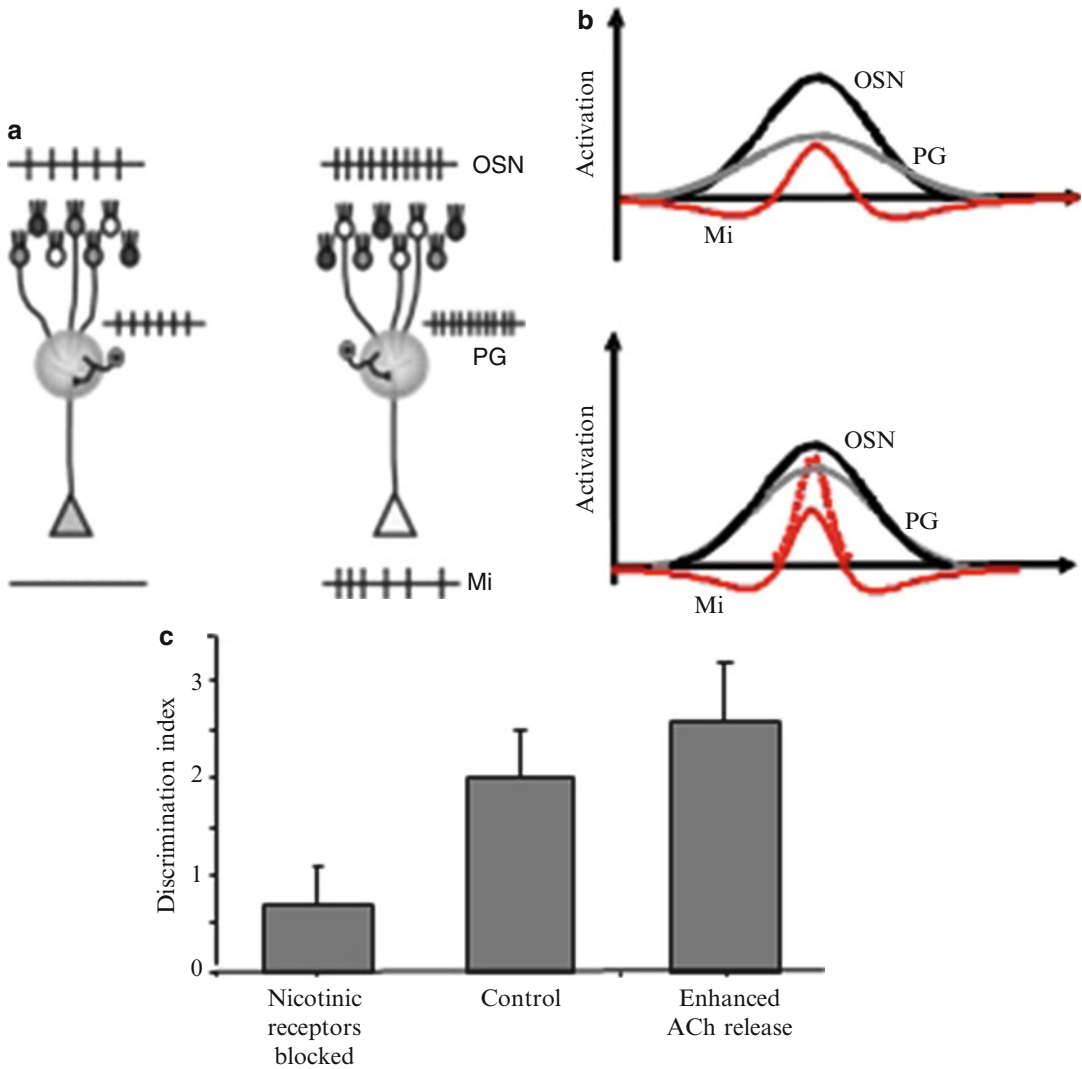 a
OSN
PG
Mi
b
Activation
OSN
PG
Mi
Activation
OSN
PG
Mi
c
Discrimination index
3
2
1
0
Nicotinic
receptors
blocked
Control
Enhanced
ACh release